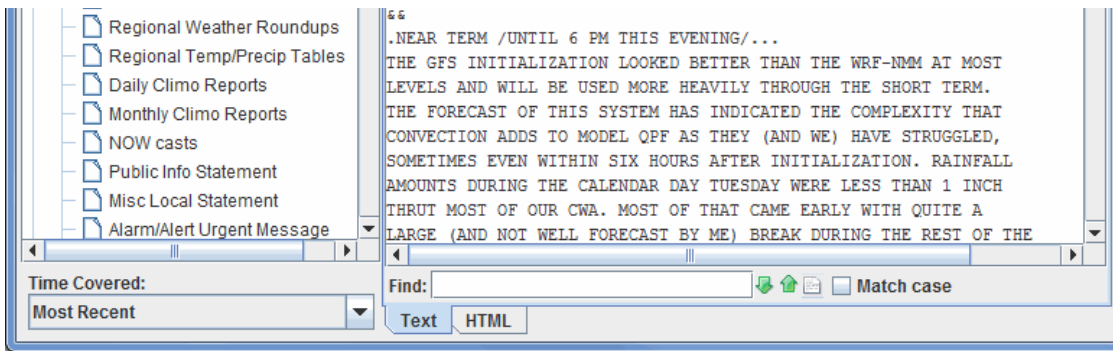 Regional Weather Roundups
Regional Temp/Precip Tables
Daily Climo Reports
Monthly Climo Reports
NOW casts
Public Info Statement
Misc Local Statement
Alarm/Alert Urgent Message
Time Covered:
Most Recent
&&
.NEAR TERM /UNTIL 6 PM THIS EVENING/...
THE GFS INITIALIZATION LOOKED BETTER THAN THE WRF-NMM AT MOST
LEVELS AND WILL BE USED MORE HEAVILY THROUGH THE SHORT TERM.
THE FORECAST OF THIS SYSTEM HAS INDICATED THE COMPLEXITY THAT
CONVECTION ADDS TO MODEL QPF AS THEY (AND WE) HAVE STRUGGLED,
SOMETIMES EVEN WITHIN SIX HOURS AFTER INITIALIZATION. RAINFALL
AMOUNTS DURING THE CALENDAR DAY TUESDAY WERE LESS THAN 1 INCH
THRUT MOST OF OUR CWA. MOST OF THAT CAME EARLY WITH QUITE A
LARGE (AND NOT WELL FORECAST BY ME) BREAK DURING THE REST OF THE
Find:
Match case
Text HTML